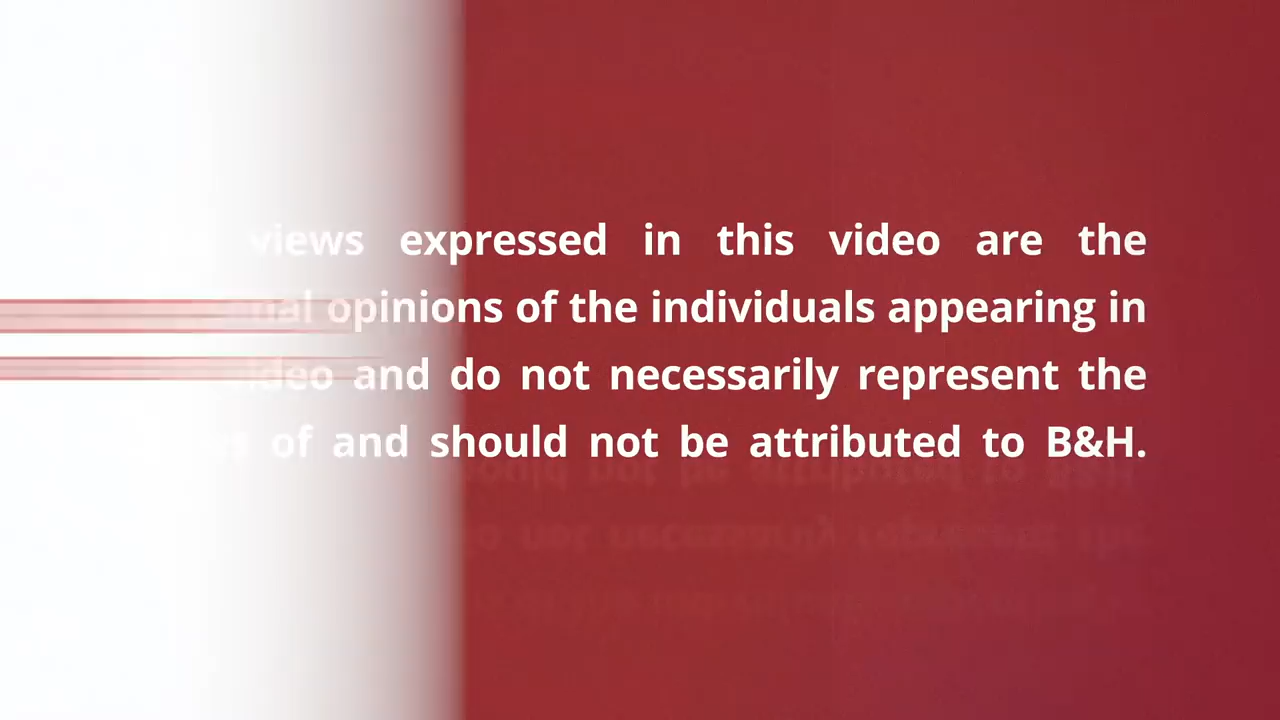 views expressed in this video are the
opinions of the individuals appearing in
video and do not necessarily represent the
of and should not be attributed to B&H.